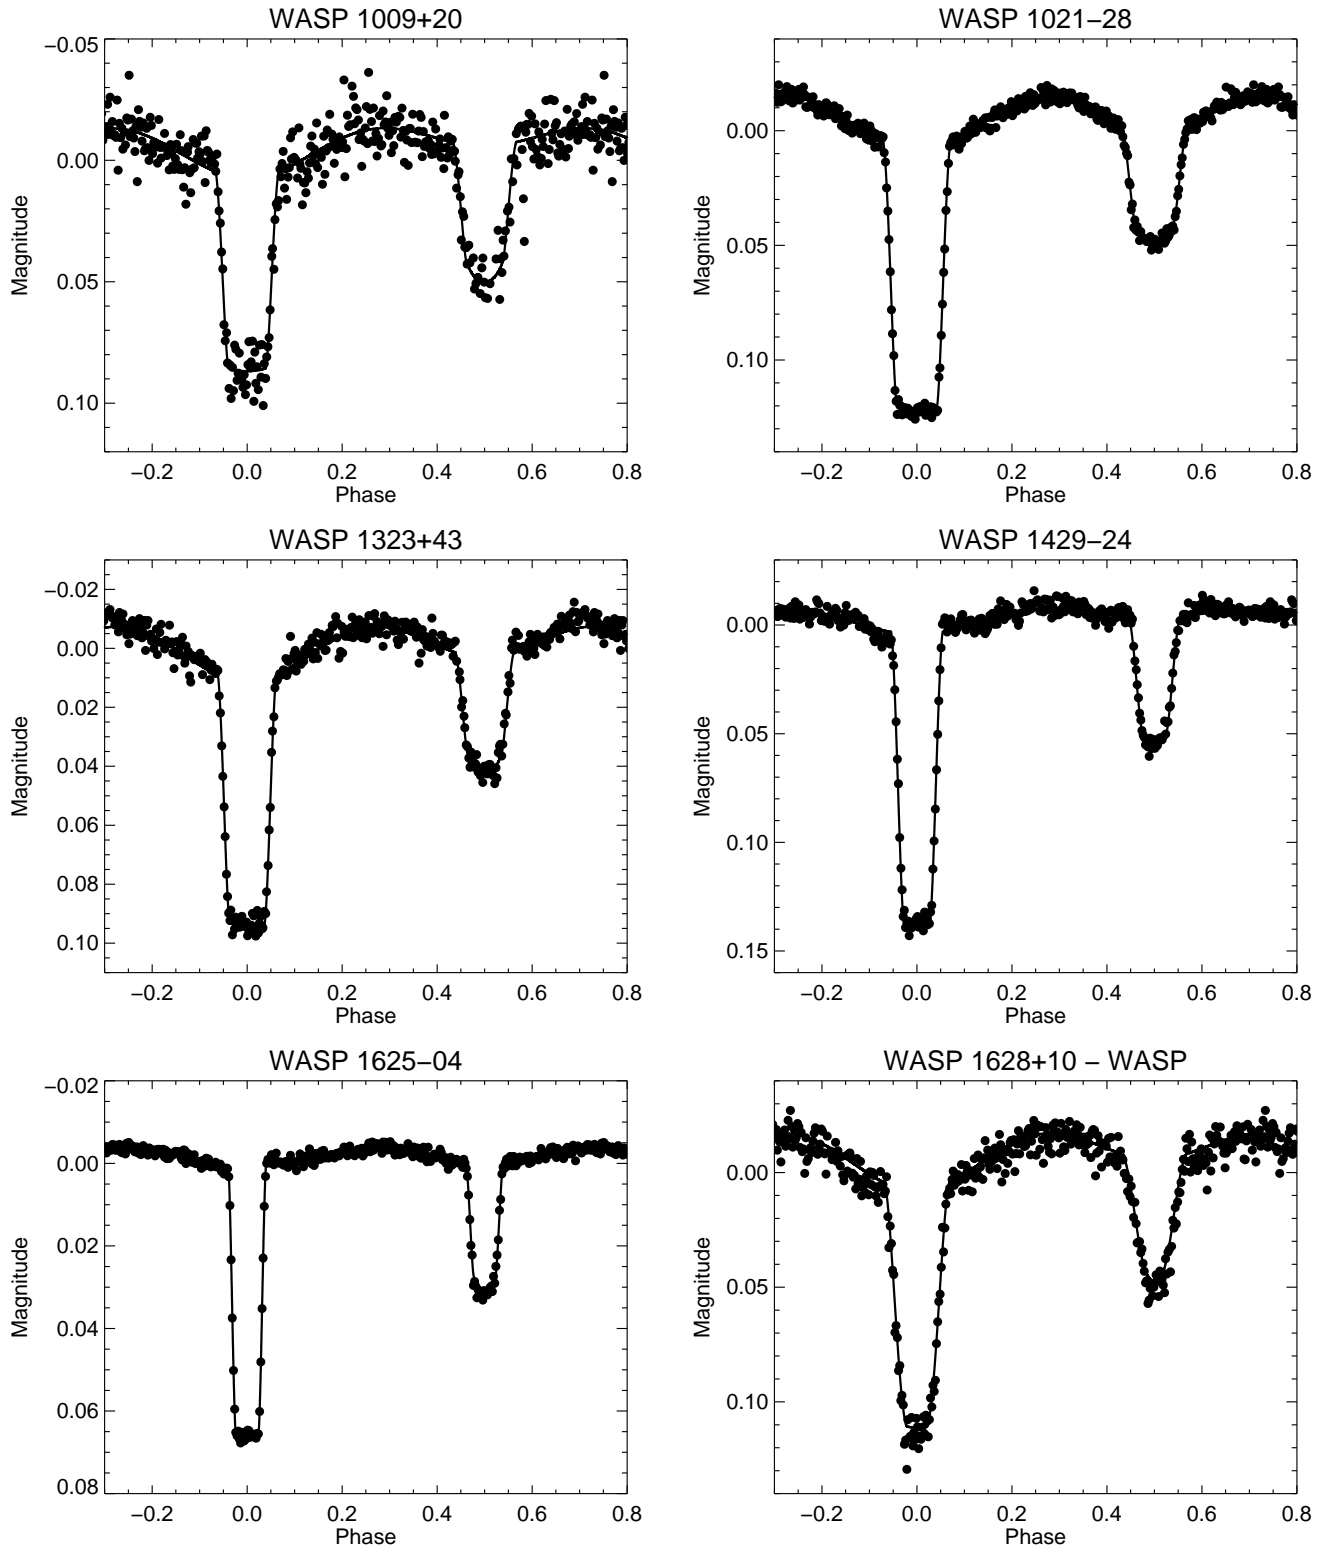 WASP 1009+20
−0.05
0.00
0.05
0.10
Magnitude
−0.2 0.0 0.2 0.4 0.6 0.8
Phase
WASP 1021−28
0.00
0.05
0.10
Magnitude
−0.2 0.0 0.2 0.4 0.6 0.8
Phase
WASP 1323+43
−0.02
0.00
0.02
0.04
0.06
0.08
0.10
Magnitude
−0.2 0.0 0.2 0.4 0.6 0.8
Phase
WASP 1429−24
0.00
0.05
0.10
0.15
Magnitude
−0.2 0.0 0.2 0.4 0.6 0.8
Phase
WASP 1625−04
−0.02
0.00
0.02
0.04
0.06
0.08
Magnitude
−0.2 0.0 0.2 0.4 0.6 0.8
Phase
WASP 1628+10 − WASP
0.00
0.05
0.10
Magnitude
−0.2 0.0 0.2 0.4 0.6 0.8
Phase